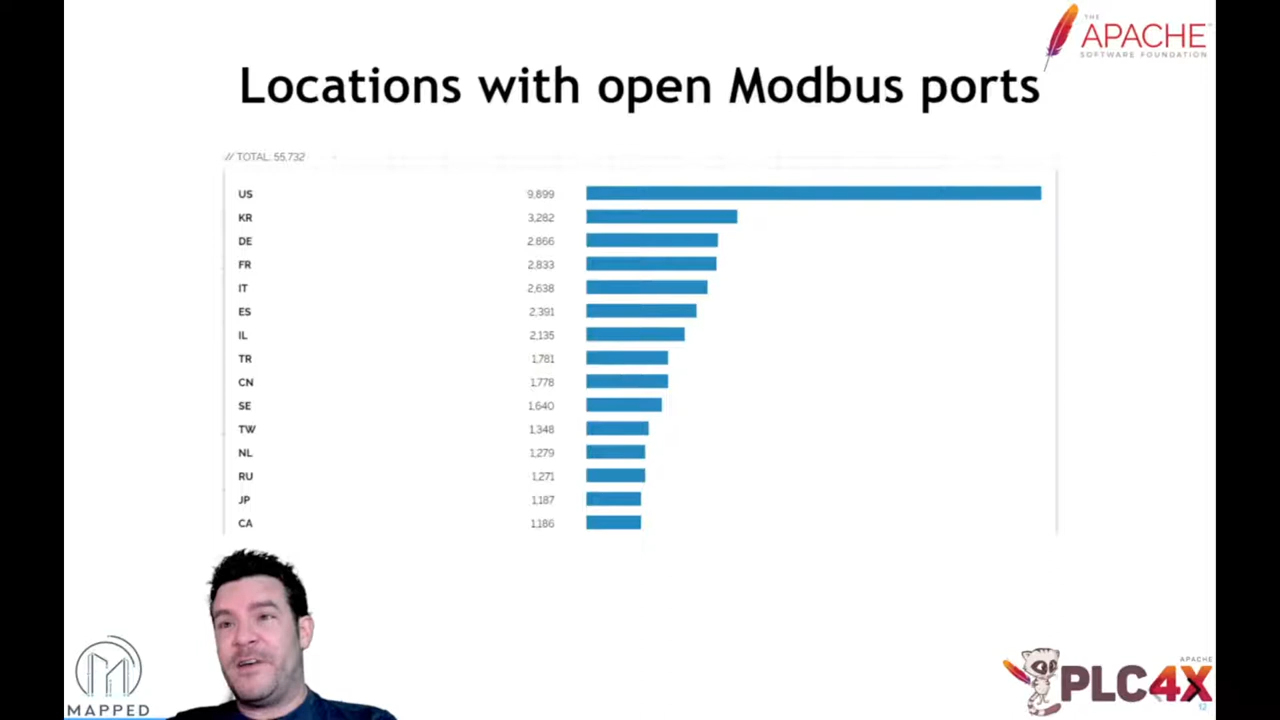 THE
APACHE
SOFTWARE FOUNDATION
Locations with open Modbus ports
// TOTAL: 55,732
US 9,899
KR 3,282
DE 2,866
FR 2,833
IT 2,638
ES 2,391
IL 2,135
TR 1,781
CN 1,778
SE 1,640
TW 1,348
NL 1,279
RU 1,271
JP 1,187
CA 1,186
MAPPED
APACHE
PLC4X
12